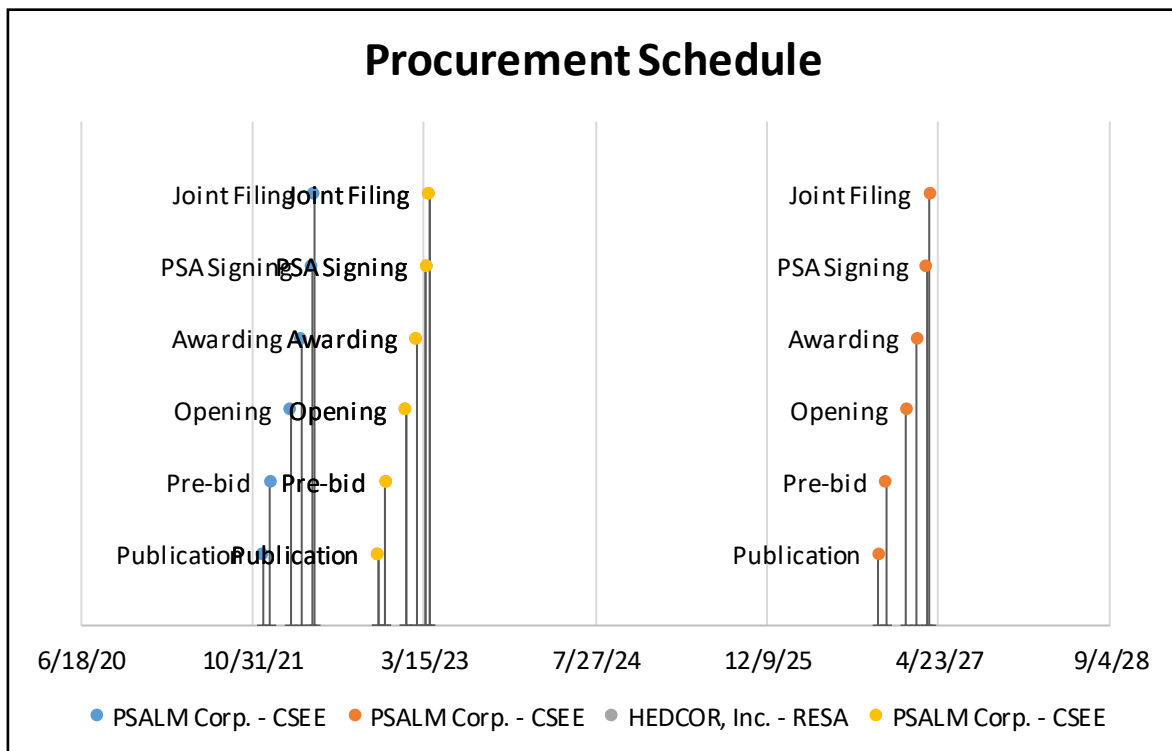 Procurement Schedule
Joint Filing Joint Filing Joint Filing
PSA Signing PSA Signing PSA Signing
Awarding Awarding Awarding
Opening Opening Opening
Pre-bid Pre-bid Pre-bid
Publication Publication Publication
6/18/20 10/31/21 3/15/23 7/27/24 12/9/25 4/23/27 9/4/28
PSALM Corp. - CSEE PSALM Corp. - CSEE HEDCOR, Inc. - RESA PSALM Corp. - CSEE